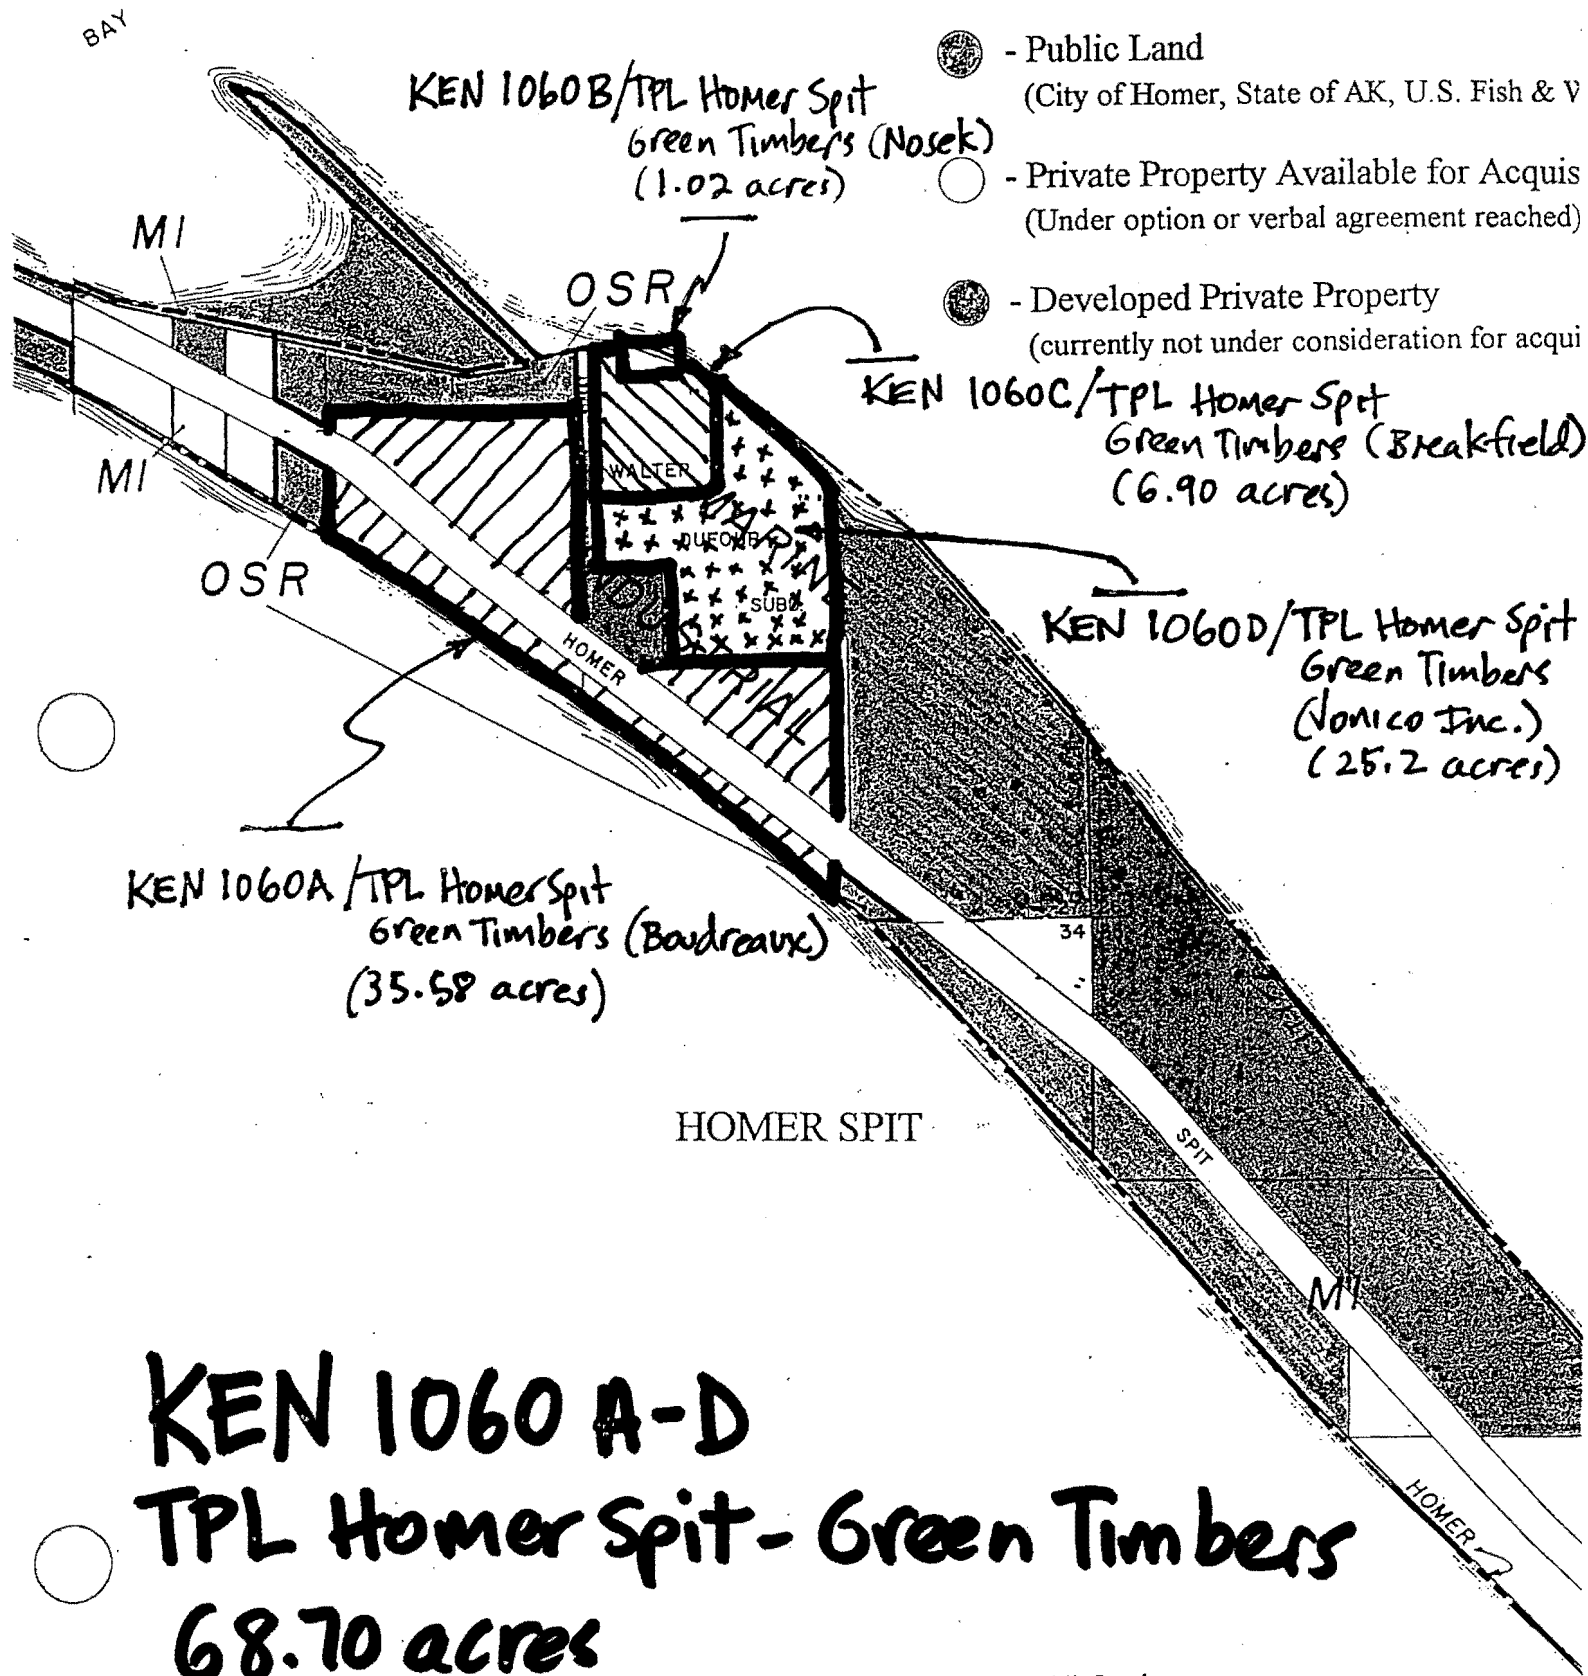 BAY
- Public Land
(City of Homer, State of AK, U.S. Fish &
KEN 1060B/TPL Homer Spit
Green Timbers (Nosek)
(1.02 acres)
- Private Property Available for Acquis
(Under option or verbal agreement reached)
MI
OSR
- Developed Private Property
(currently not under consideration for acqui
KEN 1060C/TPL Homer Spit
Green Timbers (Breakfield)
(6.90 acres)
WALTER
MI
DUFOUR
OSR
SUBD.
MARINE
INDUSTRIAL
HOMER
KEN 1060D/TPL Homer Spit
Green Timbers
(Jonico Inc.)
(25.2 acres)
KEN 1060A/TPL Homer Spit
Green Timbers (Boudreaux)
(35.58 acres)
34
HOMER SPIT
SPIT
MI
KEN 1060 A-D
TPL Homer Spit - Green Timbers
HOMER
68.70 acres